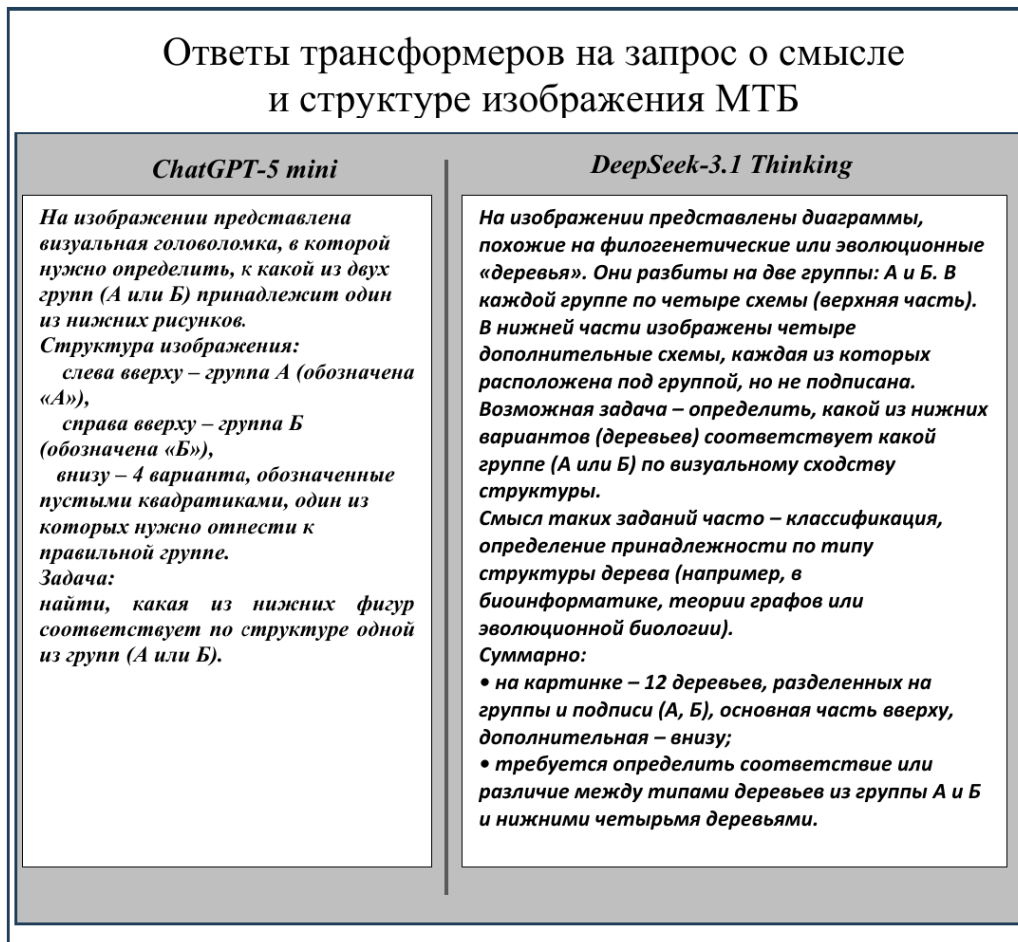 Ответы трансформеров на запрос о смысле
и структуре изображения МТБ
ChatGPT-5 mini
На изображении представлена
визуальная головоломка, в которой
нужно определить, к какой из двух
групп (А или Б) принадлежит один
из нижних рисунков.
Структура изображения:
слева вверху – группа А (обозначена
«А»),
справа вверху – группа Б
(обозначена «Б»),
внизу – 4 варианта, обозначенные
пустыми квадратиками, один из
которых нужно отнести к
правильной группе.
Задача:
найти, какая из нижних фигур
соответствует по структуре одной
из групп (А или Б).
DeepSeek-3.1 Thinking
На изображении представлены диаграммы,
похожие на филогенетические или эволюционные
«деревья». Они разбиты на две группы: А и Б. В
каждой группе по четыре схемы (верхняя часть).
В нижней части изображены четыре
дополнительные схемы, каждая из которых
расположена под группой, но не подписана.
Возможная задача – определить, какой из нижних
вариантов (деревьев) соответствует какой
группе (А или Б) по визуальному сходству
структуры.
Смысл таких заданий часто – классификация,
определение принадлежности по типу
структуры дерева (например, в
биоинформатике, теории графов или
эволюционной биологии).
Суммарно:
• на картинке – 12 деревьев, разделенных на
группы и подписи (А, Б), основная часть вверху,
дополнительная – внизу;
• требуется определить соответствие или
различие между типами деревьев из группы А и Б
и нижними четырьмя деревьями.